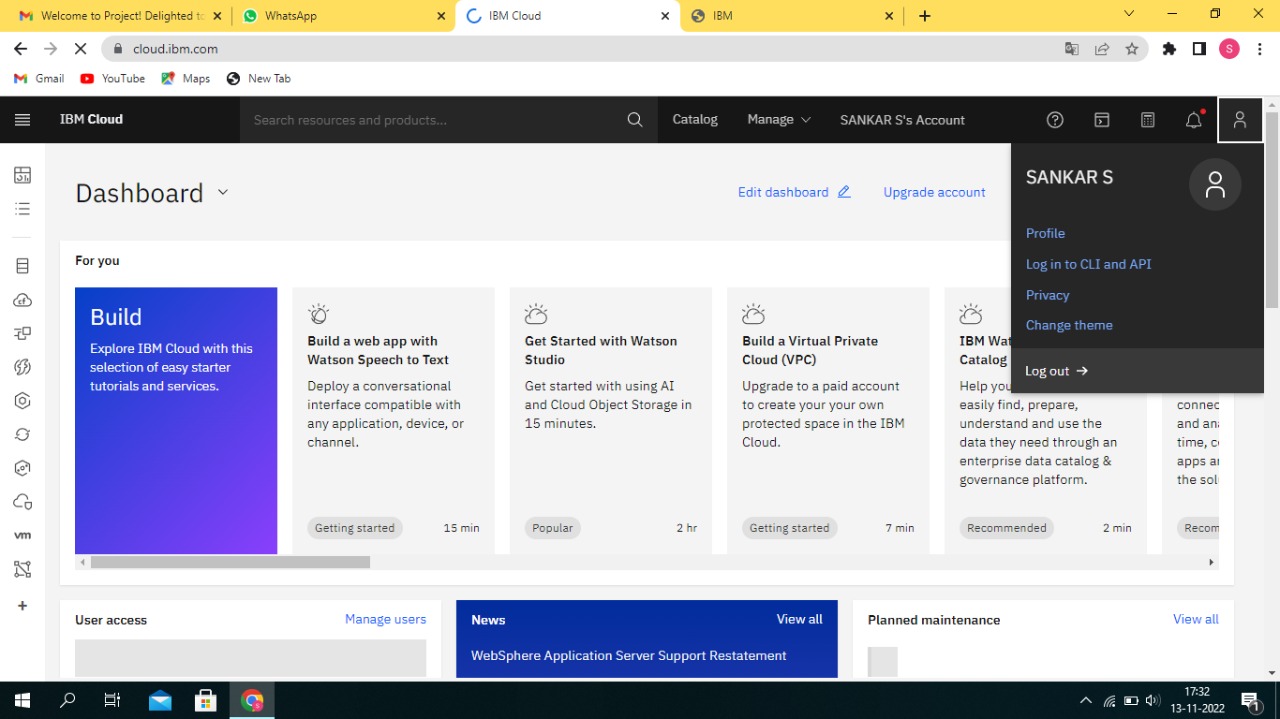 Welcome to Project! Delighted to
WhatsApp
IBM Cloud
IBM
cloud.ibm.com
S
Gmail
YouTube
Maps
New Tab
IBM Cloud
Search resources and products...
Catalog
Manage
SANKAR S's Account
Dashboard
Edit dashboard
Upgrade account
SANKAR S
Profile
Log in to CLI and API
Privacy
Change theme
Log out →
For you
Build
Explore IBM Cloud with this
selection of easy starter
tutorials and services.
Build a web app with
Watson Speech to Text
Deploy a conversational
interface compatible with
any application, device, or
channel.
Getting started
15 min
Get Started with Watson
Studio
Get started with using AI
and Cloud Object Storage in
15 minutes.
Popular
2 hr
Build a Virtual Private
Cloud (VPC)
Upgrade to a paid account
to create your your own
protected space in the IBM
Cloud.
Getting started
7 min
IBM Wat
Catalog
Help you
easily find, prepare,
understand and use the
data they need through an
enterprise data catalog &
governance platform.
Recommended
2 min
connec
and ana
time, co
apps an
the solu
Recom
vm
User access
Manage users
News
View all
WebSphere Application Server Support Restatement
Planned maintenance
View all
17:32
13-11-2022
1